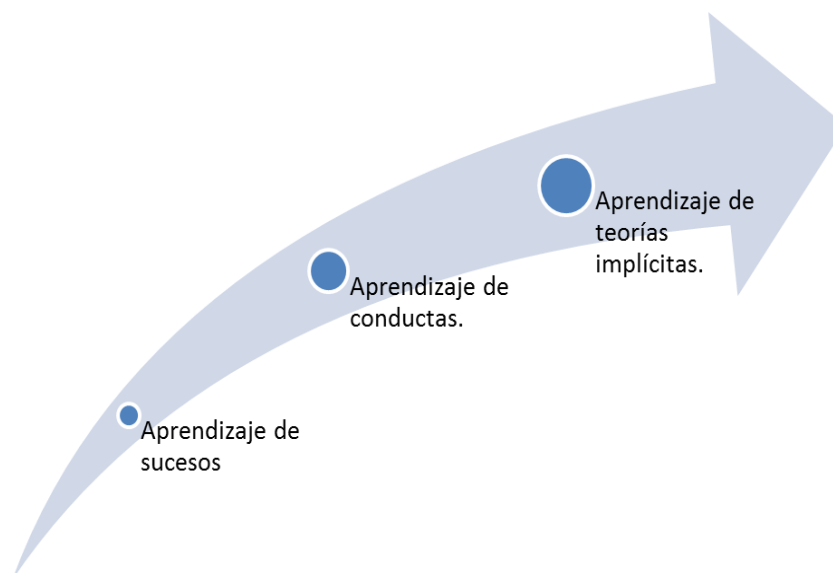 Aprendizaje de
teorías
implícitas.
Aprendizaje de
conductas.
Aprendizaje de
sucesos